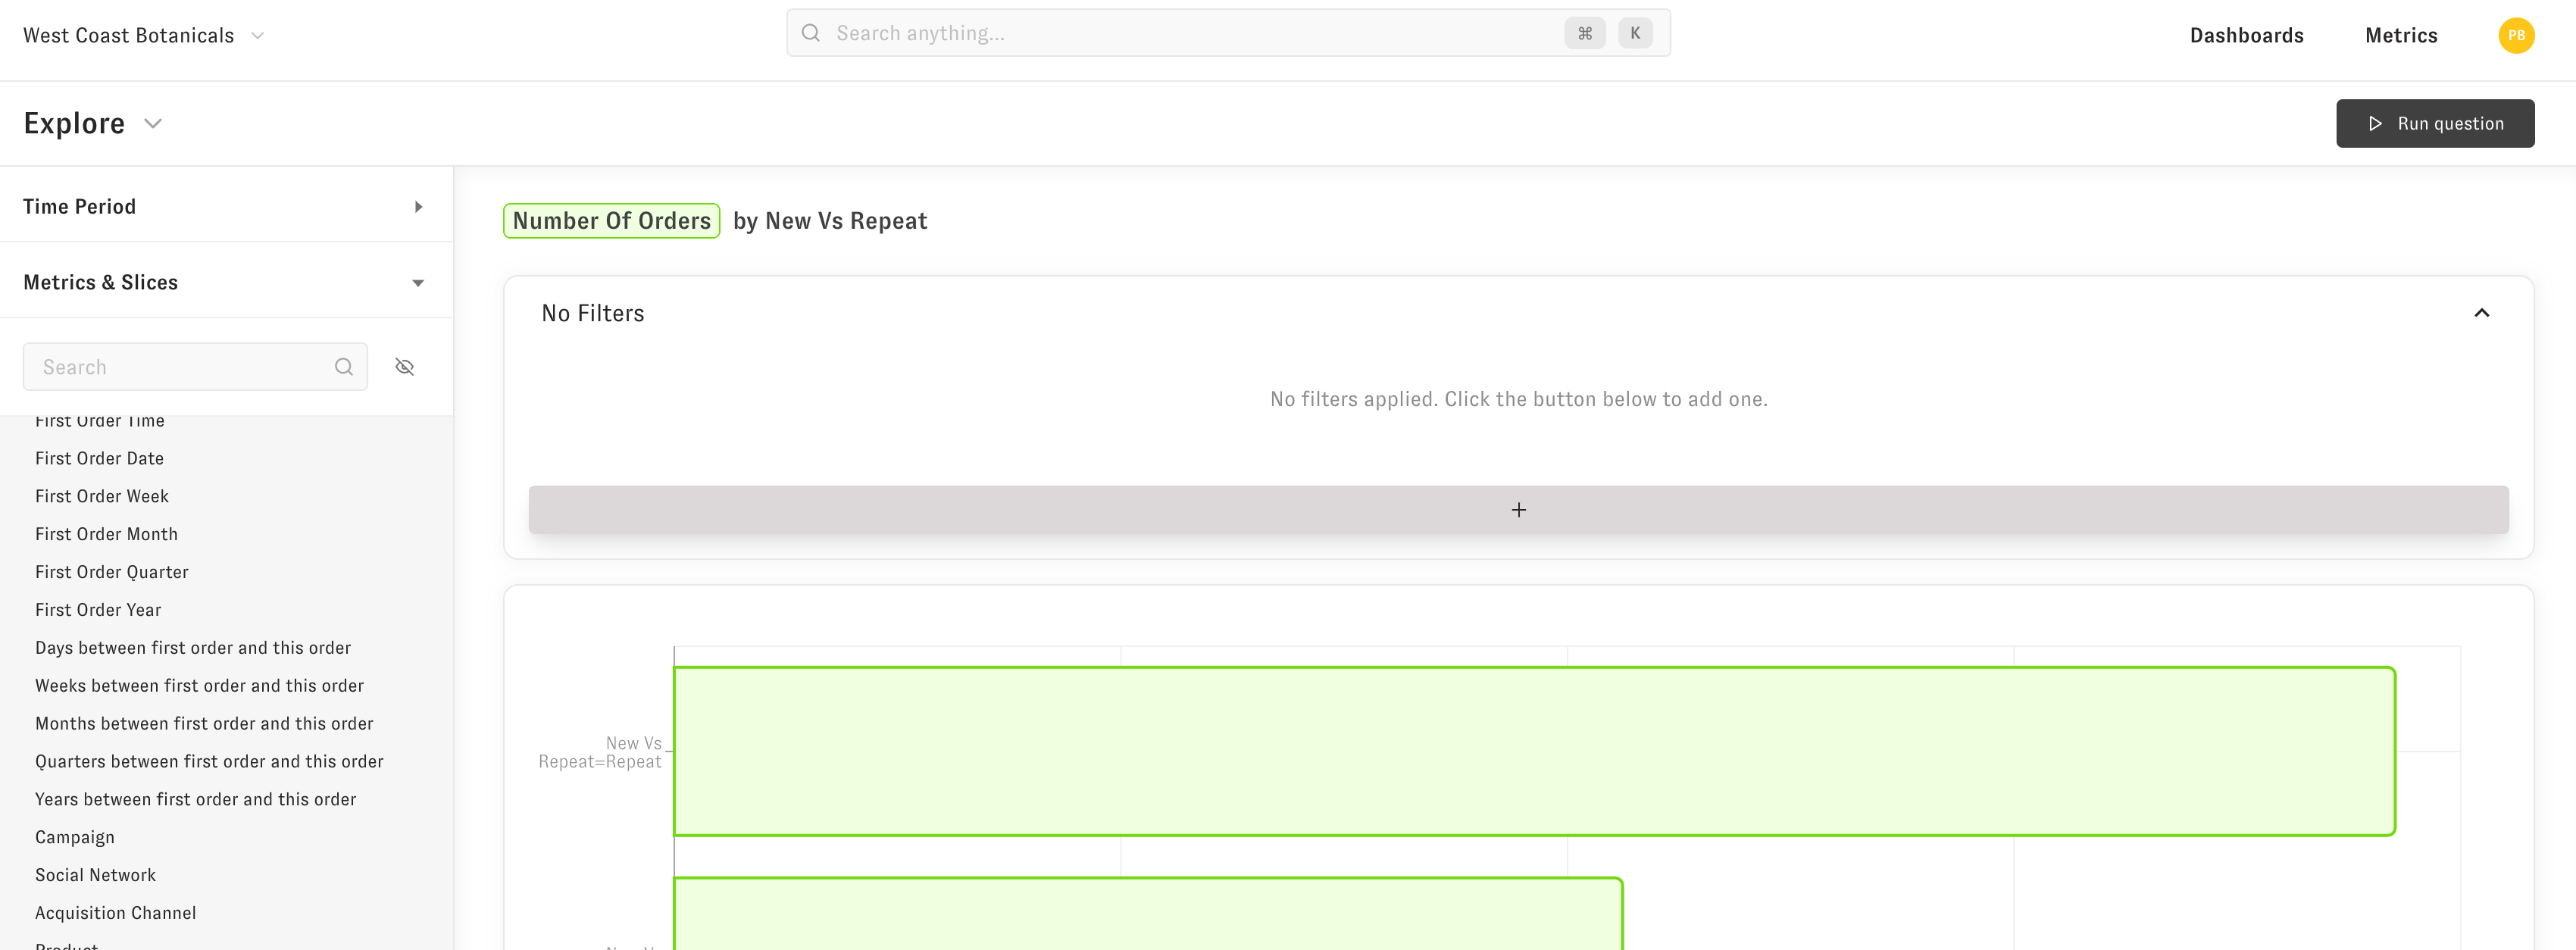 West Coast Botanicals
Search anything...
⌘ K
Dashboards
Metrics
PB
Explore
Run question
Time Period
Metrics & Slices
Search
First Order Time
First Order Date
First Order Week
First Order Month
First Order Quarter
First Order Year
Days between first order and this order
Weeks between first order and this order
Months between first order and this order
Quarters between first order and this order
Years between first order and this order
Campaign
Social Network
Acquisition Channel
Product
Number Of Orders by New Vs Repeat
No Filters
No filters applied. Click the button below to add one.
+
New Vs
Repeat=Repeat
New Vs